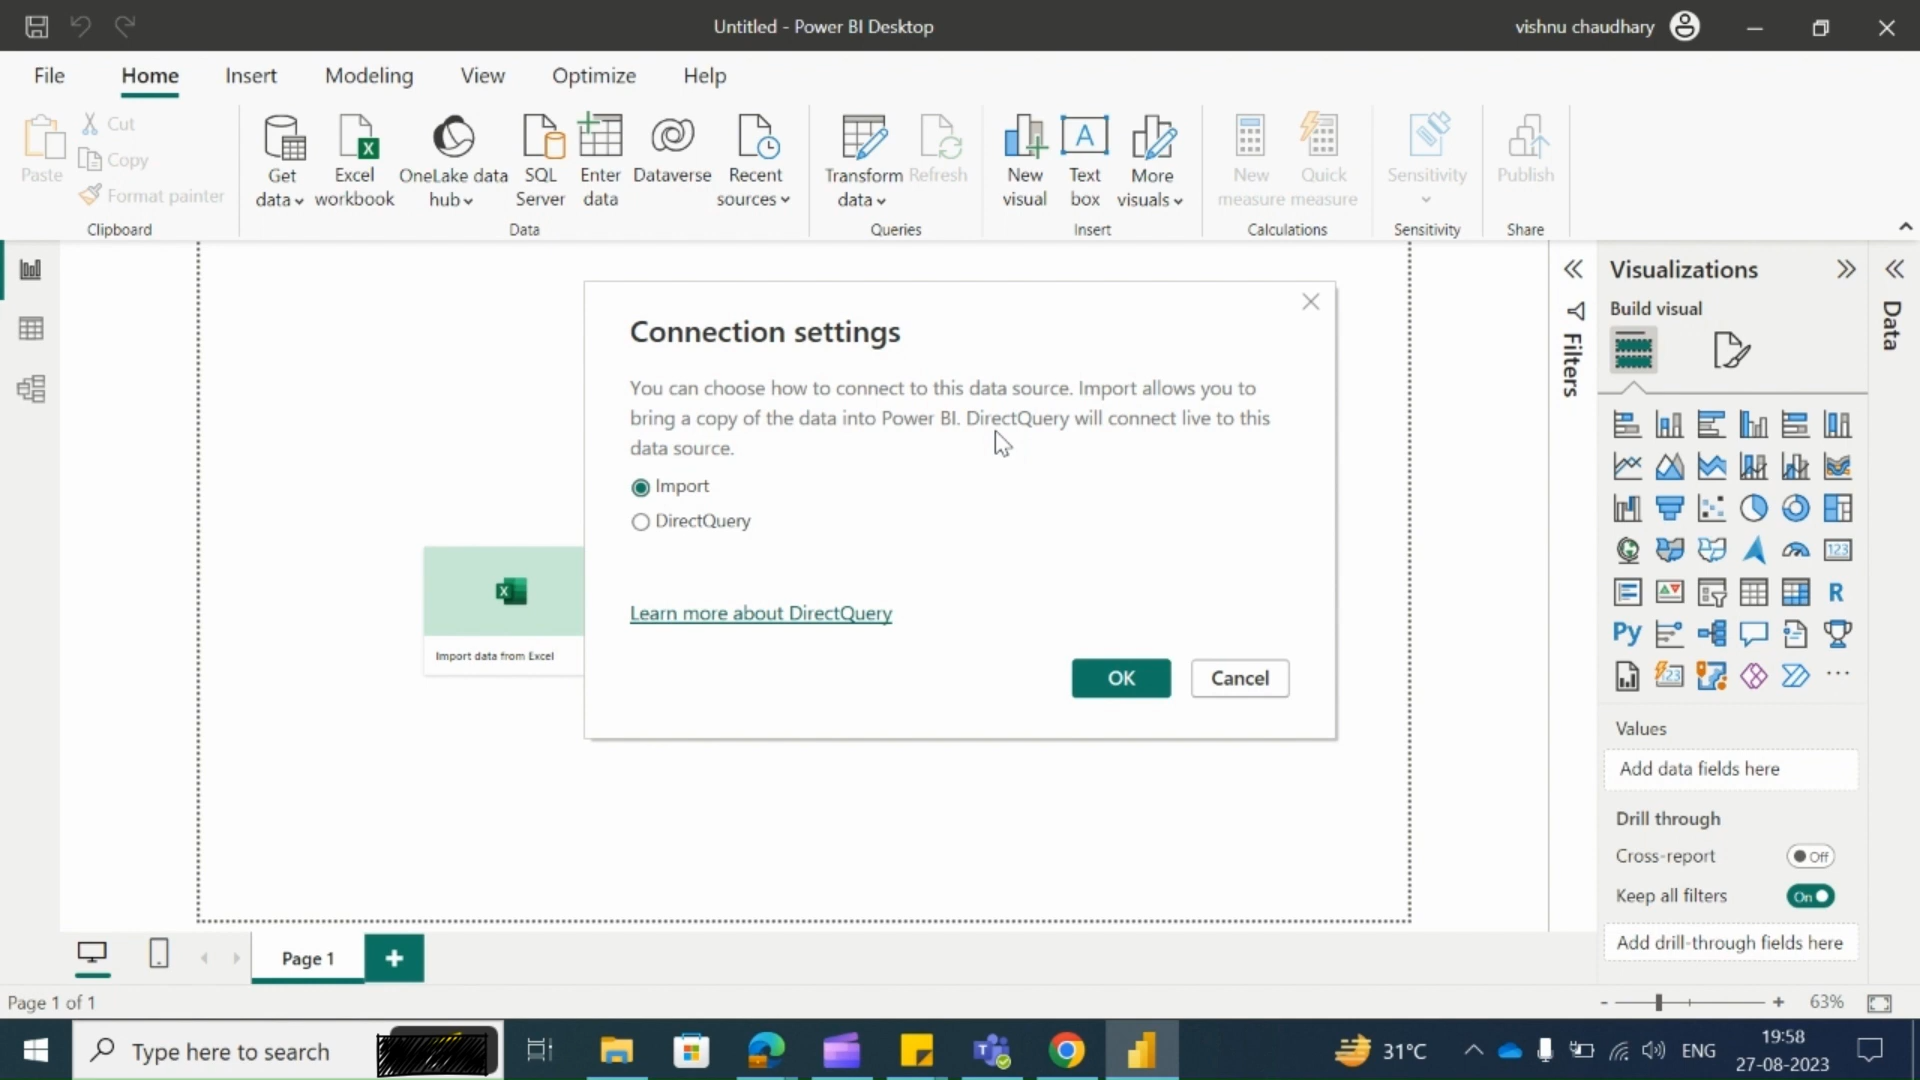 Untitled - Power BI Desktop
vishnu chaudhary
File Home Insert Modeling View Optimize Help
Paste
Cut
Copy
Format painter
Clipboard
Get data
Excel workbook
OneLake data hub
SQL Server
Enter data
Dataverse
Recent sources
Data
Transform data
Refresh
Queries
New visual
Text box
More visuals
Insert
New measure
Quick measure
Calculations
Sensitivity
Sensitivity
Publish
Share
Connection settings
You can choose how to connect to this data source. Import allows you to
bring a copy of the data into Power BI. DirectQuery will connect live to this
data source.
Import
DirectQuery
Learn more about DirectQuery
OK
Cancel
Import data from Excel
Filters
Visualizations
Build visual
123
R
Py
123
Values
Add data fields here
Drill through
Cross-report
Off
Keep all filters
On
Add drill-through fields here
Data
Page 1
Page 1 of 1
63%
Type here to search
31°C
ENG
19:58
27-08-2023